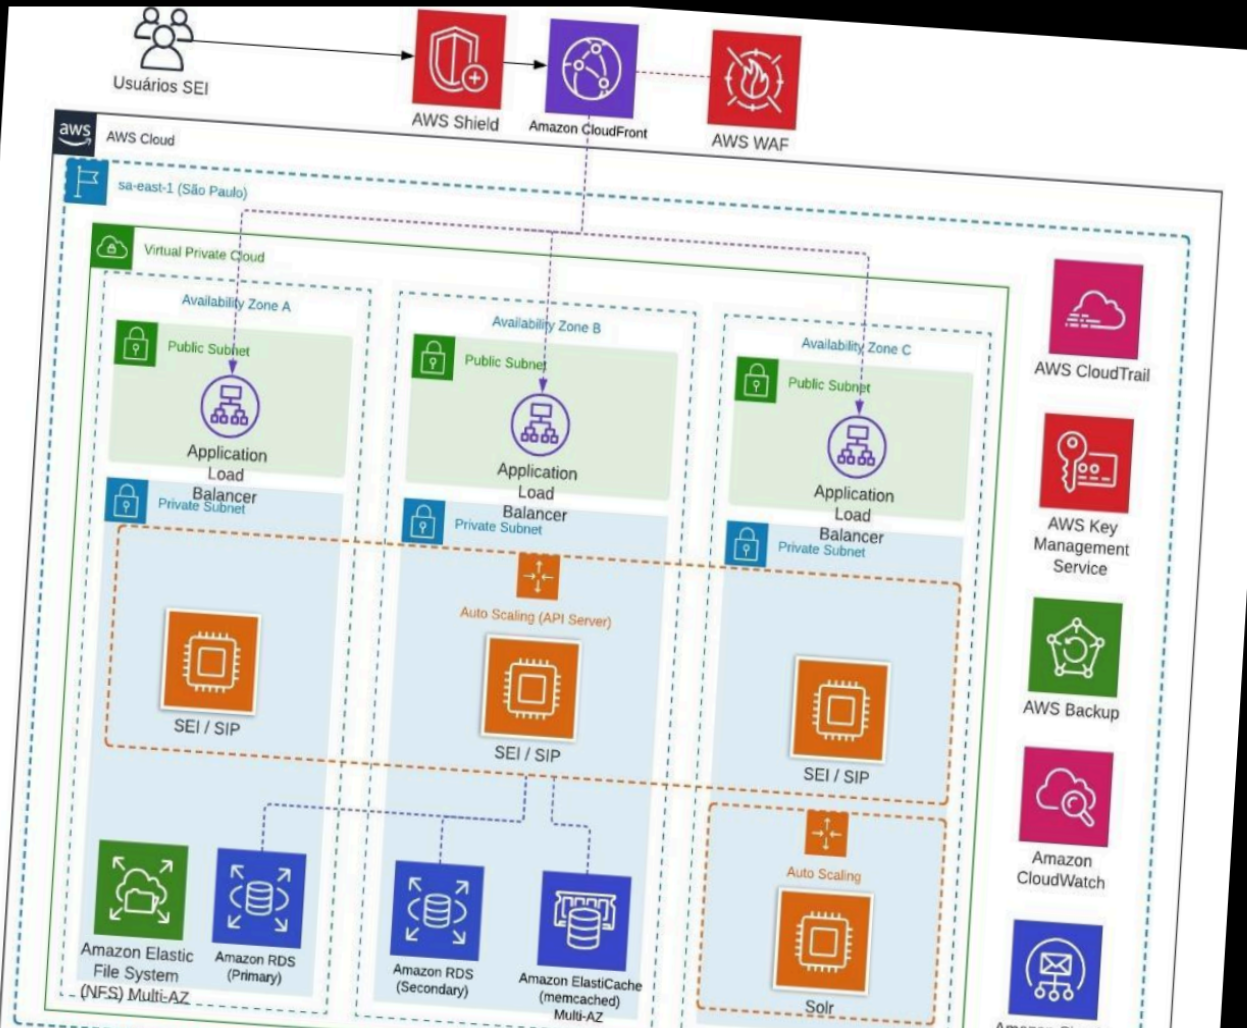 Usuários SEI
AWS Shield
Amazon CloudFront
AWS WAF
aws
AWS Cloud
sa-east-1 (São Paulo)
Virtual Private Cloud
Availability Zone A
Availability Zone B
Availability Zone C
Public Subnet
Public Subnet
Public Subnet
Application
Load
Balancer
Application
Load
Balancer
Application
Load
Balancer
Private Subnet
Private Subnet
Private Subnet
Auto Scaling (API Server)
SEI / SIP
SEI / SIP
SEI / SIP
Auto Scaling
Solr
Amazon Elastic
File System
(NFS) Multi-AZ
Amazon RDS
(Primary)
Amazon RDS
(Secondary)
Amazon ElastiCache
(memcached)
Multi-AZ
AWS CloudTrail
AWS Key
Management
Service
AWS Backup
Amazon
CloudWatch